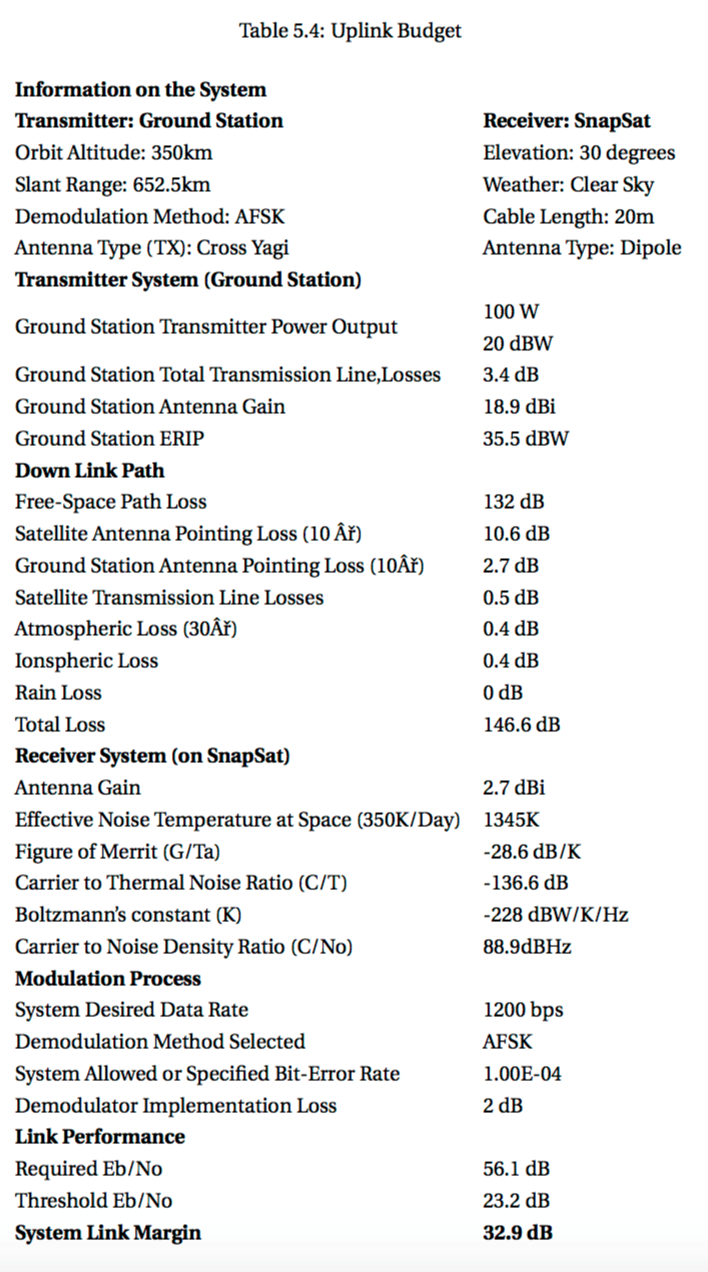 Table 5.4: Uplink Budget
Information on the System
Transmitter: Ground Station Receiver: SnapSat
Orbit Altitude: 350km Elevation: 30 degrees
Slant Range: 652.5km Weather: Clear Sky
Demodulation Method: AFSK Cable Length: 20m
Antenna Type (TX): Cross Yagi Antenna Type: Dipole
Transmitter System (Ground Station)
Ground Station Transmitter Power Output 100 W
20 dBW
Ground Station Total Transmission Line,Losses 3.4 dB
Ground Station Antenna Gain 18.9 dBi
Ground Station ERIP 35.5 dBW
Down Link Path
Free-Space Path Loss 132 dB
Satellite Antenna Pointing Loss (10 Âř) 10.6 dB
Ground Station Antenna Pointing Loss (10Âř) 2.7 dB
Satellite Transmission Line Losses 0.5 dB
Atmospheric Loss (30Âř) 0.4 dB
Ionspheric Loss 0.4 dB
Rain Loss 0 dB
Total Loss 146.6 dB
Receiver System (on SnapSat)
Antenna Gain 2.7 dBi
Effective Noise Temperature at Space (350K/Day) 1345K
Figure of Merrit (G/Ta) -28.6 dB/K
Carrier to Thermal Noise Ratio (C/T) -136.6 dB
Boltzmann's constant (K) -228 dBW/K/Hz
Carrier to Noise Density Ratio (C/No) 88.9dBHz
Modulation Process
System Desired Data Rate 1200 bps
Demodulation Method Selected AFSK
System Allowed or Specified Bit-Error Rate 1.00E-04
Demodulator Implementation Loss 2 dB
Link Performance
Required Eb/No 56.1 dB
Threshold Eb/No 23.2 dB
System Link Margin 32.9 dB